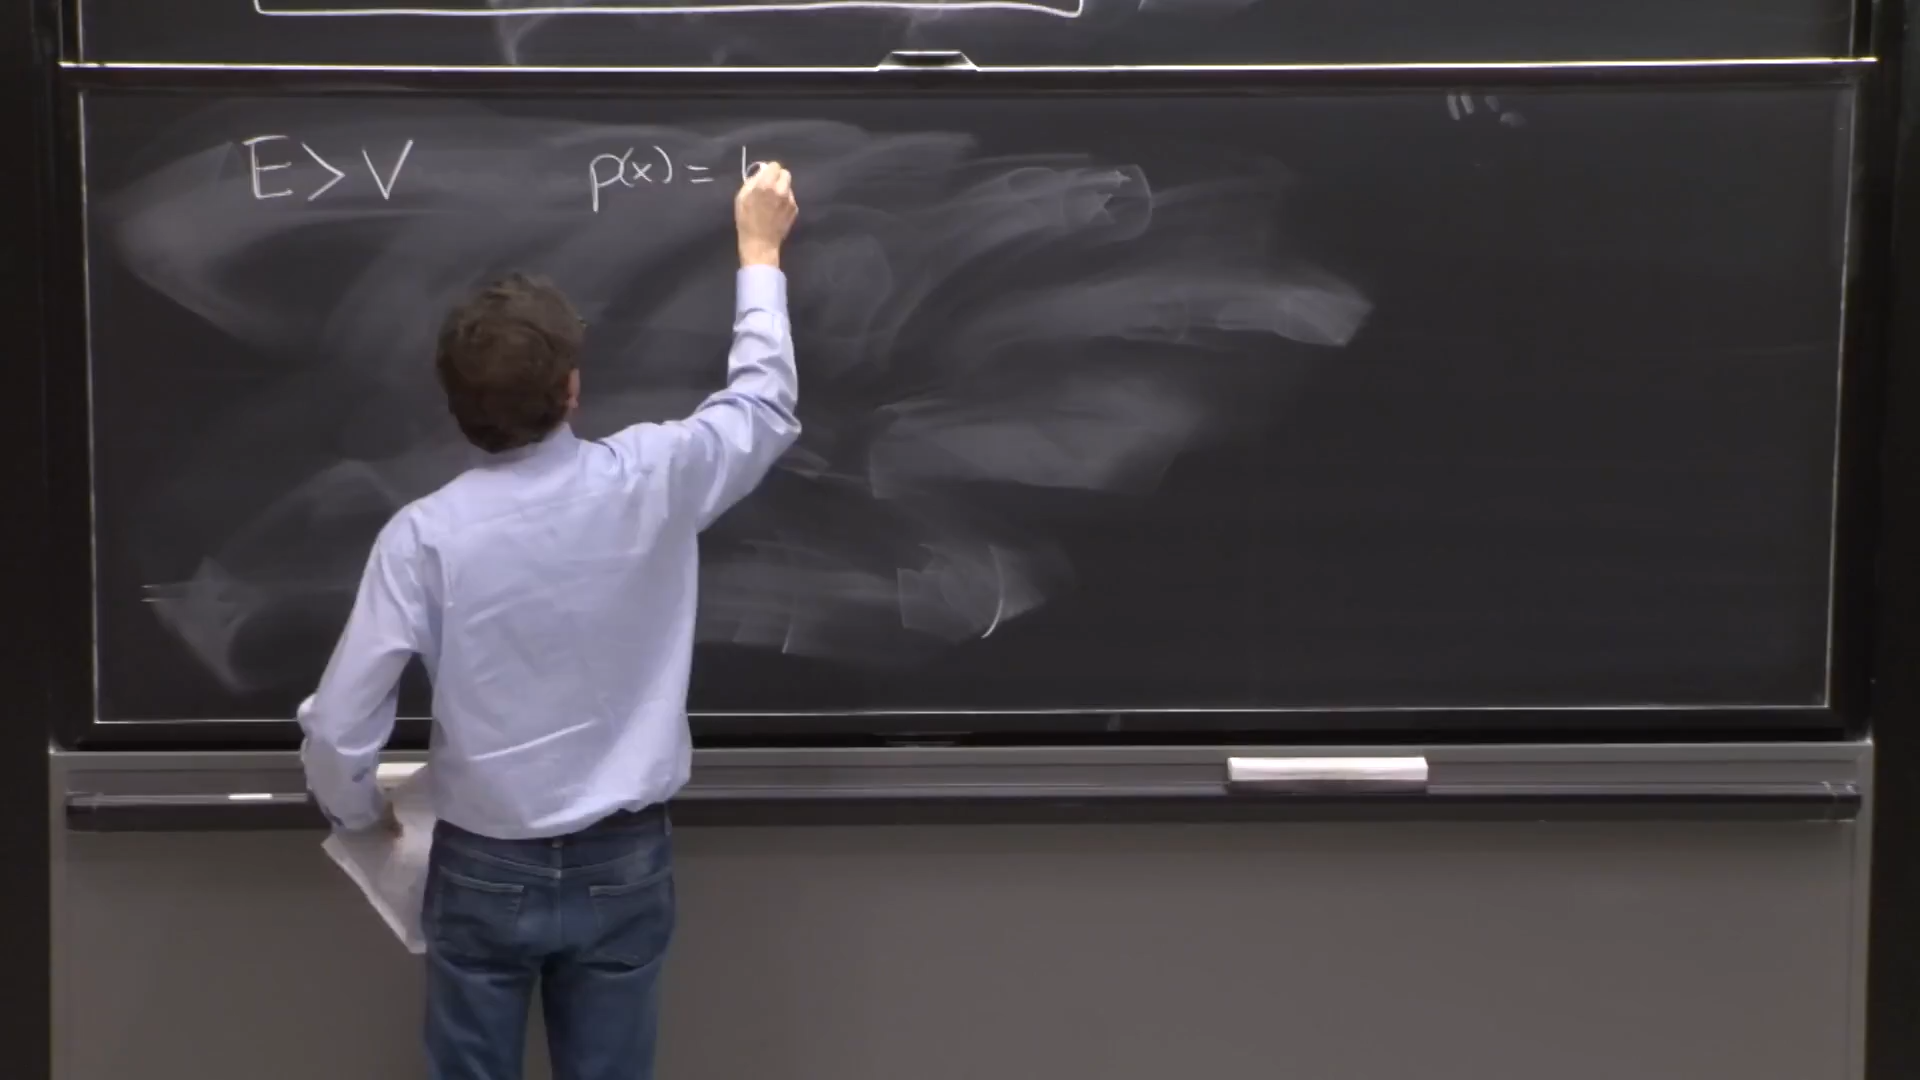 E>V p(x) =